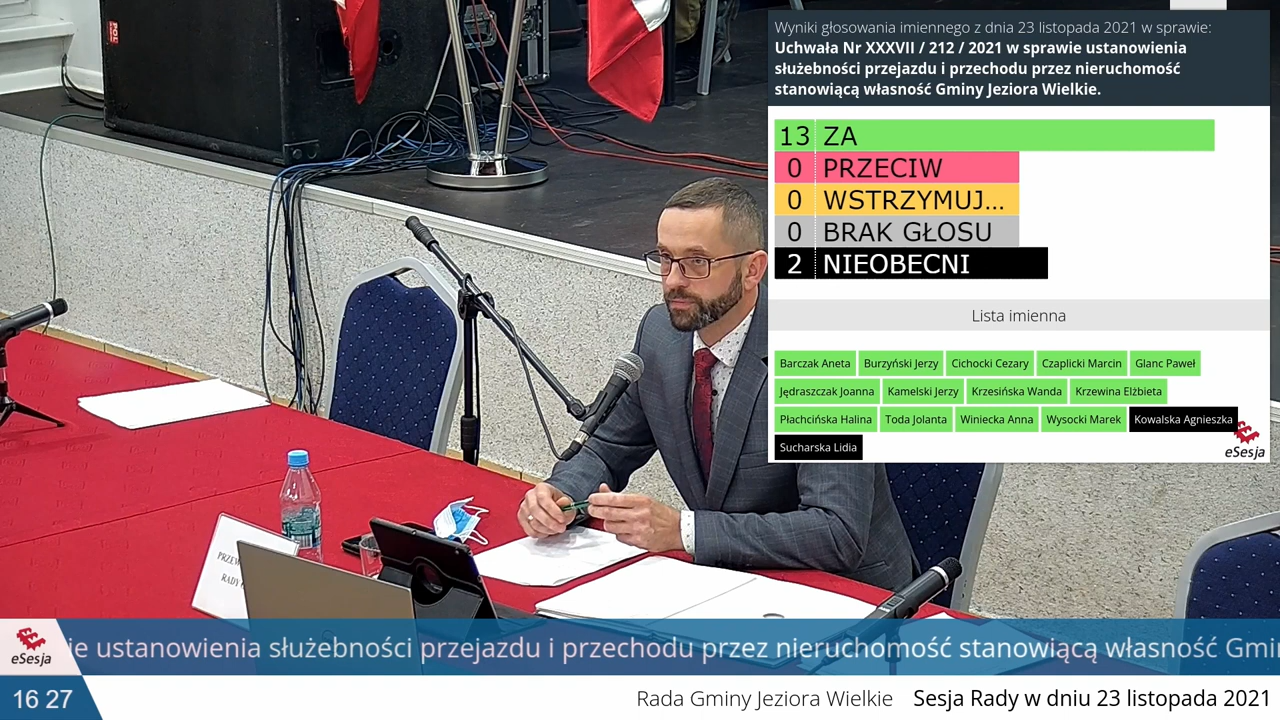 Wyniki głosowania imiennego z dnia 23 listopada 2021 w sprawie:
Uchwała Nr XXXVII / 212 / 2021 w sprawie ustanowienia
służebności przejazdu i przechodu przez nieruchomość
stanowiącą własność Gminy Jeziora Wielkie.
13 ZA
0 PRZECIW
0 WSTRZYMUJ...
0 BRAK GŁOSU
2 NIEOBECNI
Lista imienna
Barczak Aneta Burzyński Jerzy Cichocki Cezary Czaplicki Marcin Glanc Paweł
Jędraszczak Joanna Kamelski Jerzy Krzesińska Wanda Krzewina Elżbieta
Płachcińska Halina Toda Jolanta Winiecka Anna Wysocki Marek Kowalska Agnieszka
Sucharska Lidia
eSesja
POL
PRZEW
RADY
ie ustanowienia służebności przejazdu i przechodu przez nieruchomość stanowiącą własność Gmin
eSesja
16 27
Rada Gminy Jeziora Wielkie Sesja Rady w dniu 23 listopada 2021